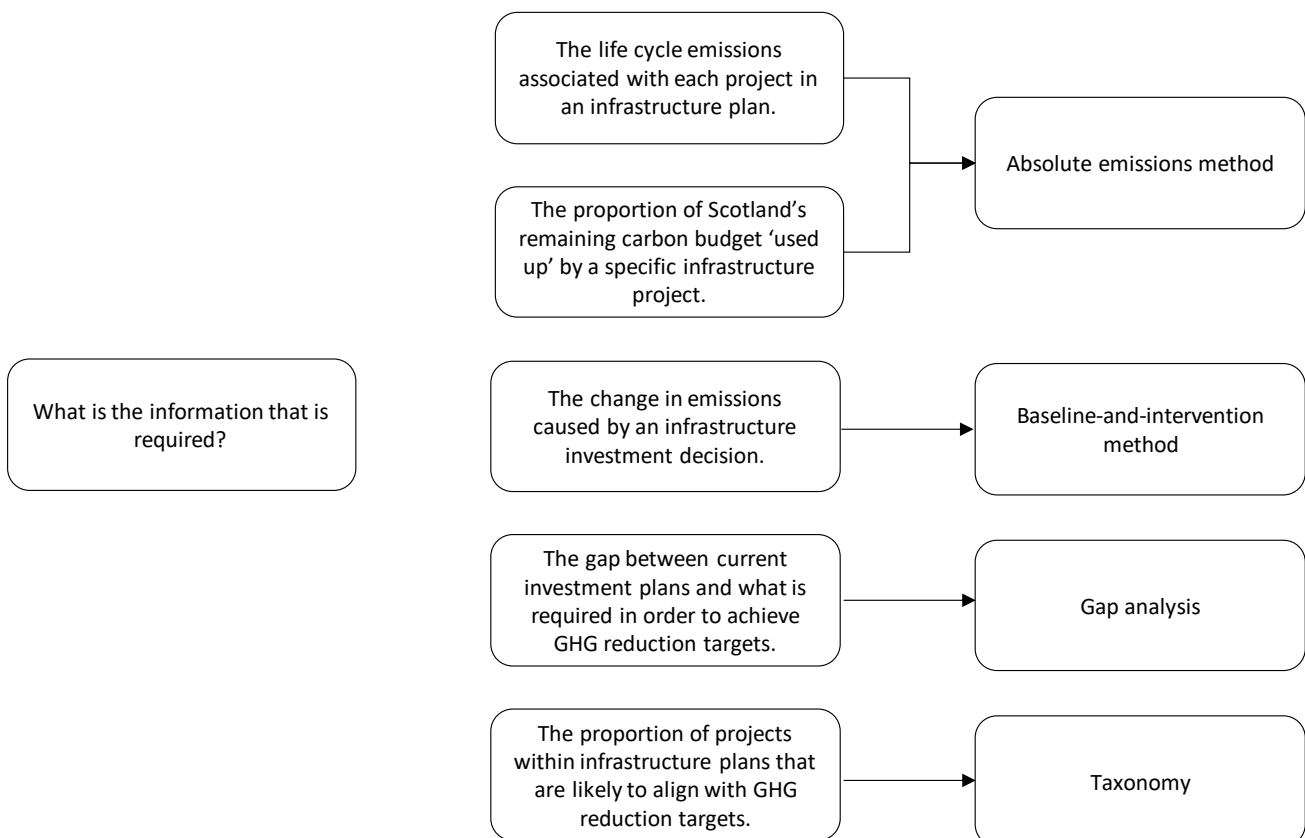 The life cycle emissions
associated with each project in
an infrastructure plan.
Absolute emissions method
The proportion of Scotland’s
remaining carbon budget ‘used
up’ by a specific infrastructure
project.
What is the information that is
required?
The change in emissions
caused by an infrastructure
investment decision.
Baseline-and-intervention
method
The gap between current
investment plans and what is
required in order to achieve
GHG reduction targets.
Gap analysis
The proportion of projects
within infrastructure plans that
are likely to align with GHG
reduction targets.
Taxonomy